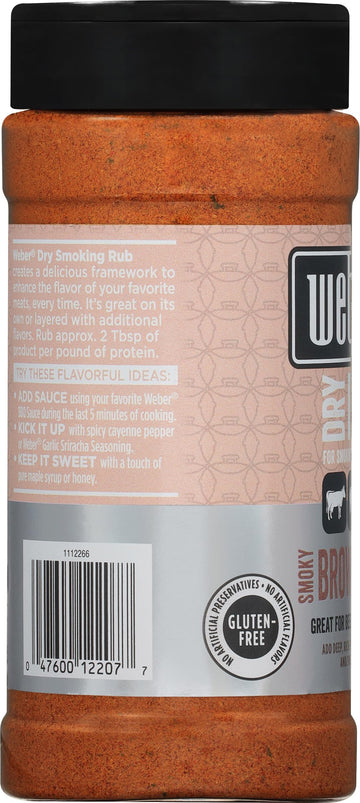 Weber® Dry Smoking Rub
creates a delicious framework to
enhance the flavor of your favorite
meats, every time. It's great on its
own or layered with additional
flavors. Rub approx. 2 Tbsp of
product per pound of protein.
TRY THESE FLAVORFUL IDEAS:
• ADD SAUCE using your favorite Weber®
BBQ Sauce during the last 5 minutes of cooking.
• KICK IT UP with spicy cayenne pepper
or Weber® Garlic Sriracha Seasoning.
• KEEP IT SWEET with a touch of
pure maple syrup or honey.
1112266
0 47600 12207 7
NO ARTIFICIAL PRESERVATIVES • NO ARTIFICIAL FLAVORS
GLUTEN-
FREE
DRY
SMOKY
GREAT FOR
ADD DEEP,